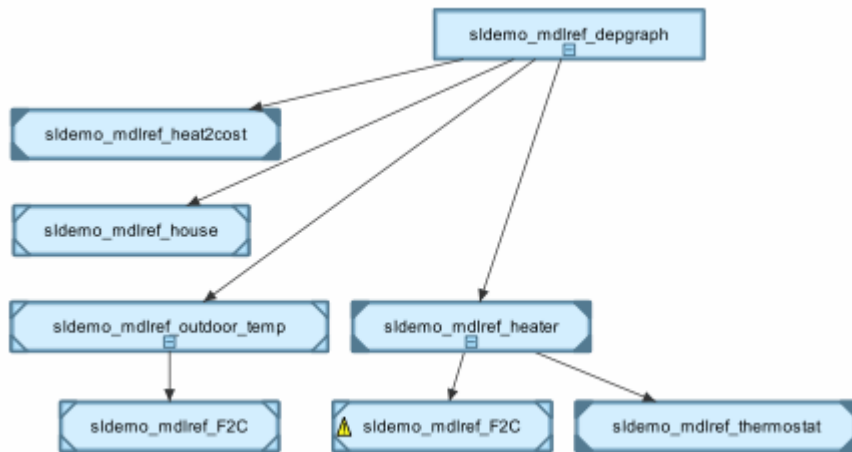 sldemo_mdlref_depgraph
sldemo_mdlref_heat2cost
sldemo_mdlref_house
sldemo_mdlref_outdoor_temp
sldemo_mdlref_heater
sldemo_mdlref_F2C
sldemo_mdlref_F2C
sldemo_mdlref_thermostat